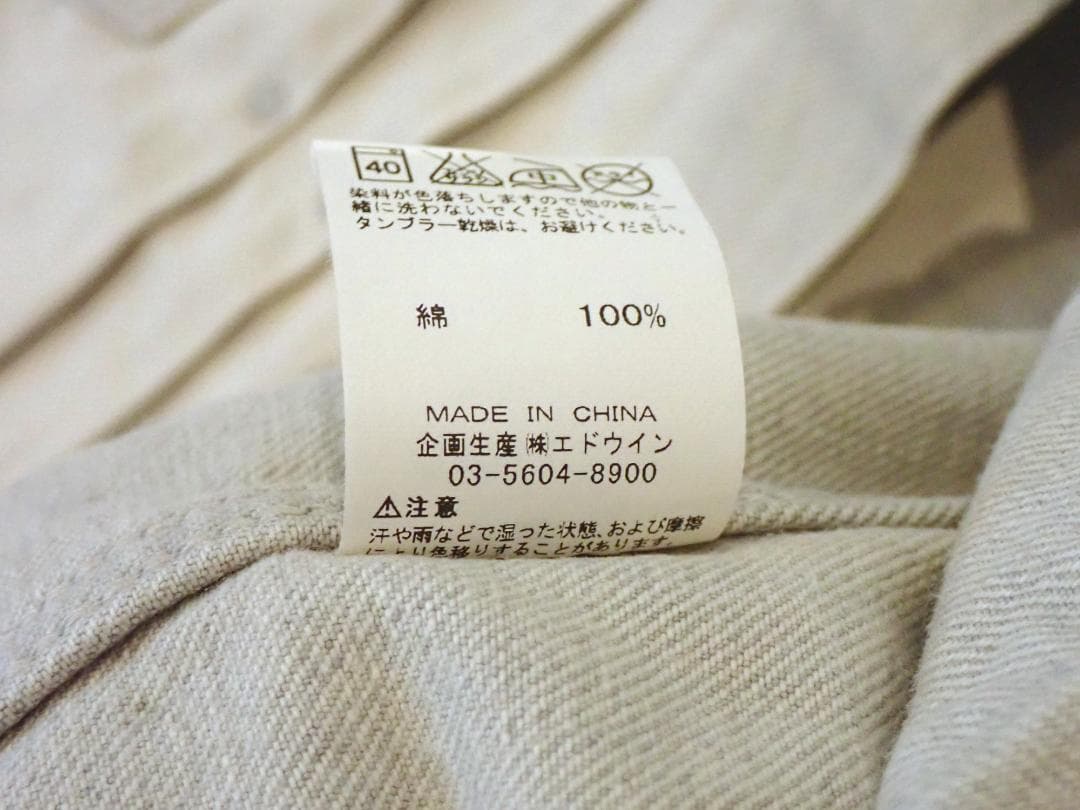 40
染料が色落ちしますので他の物と一
緒に洗わないでください。
タンブラー乾燥は、お避けください。
綿 100%
MADE IN CHINA
企画生産㈱エドウイン
03-5604-8900
⚠注意
汗や雨などで湿った状態、および摩擦
により色移りすることがあります。